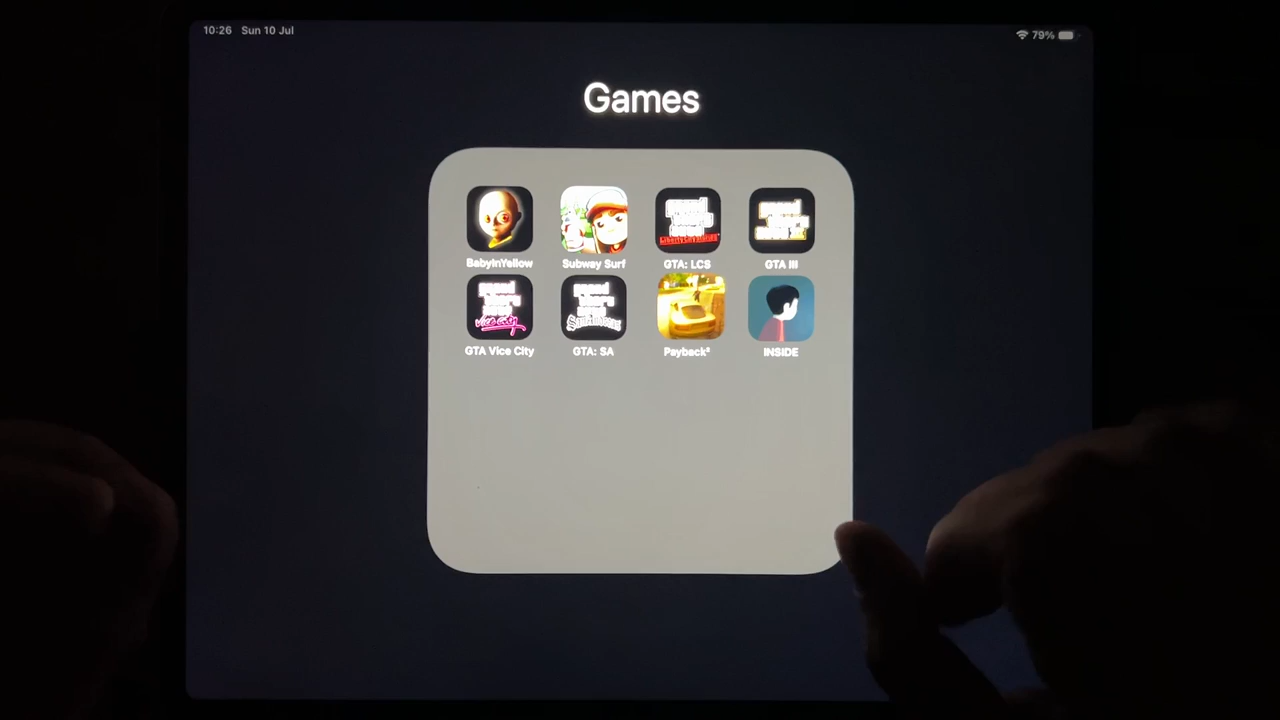 10:26 Sun 10 Jul
79%
Games
BabyInYellow Subway Surf GTA: LCS GTA III
GTA Vice City GTA: SA Payback²
INSIDE